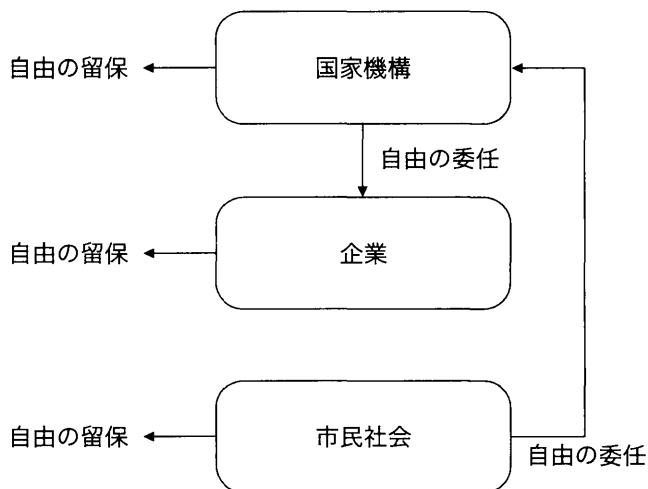 自由の留保
国家機構
自由の委任
自由の留保
企業
自由の留保
市民社会
自由の委任